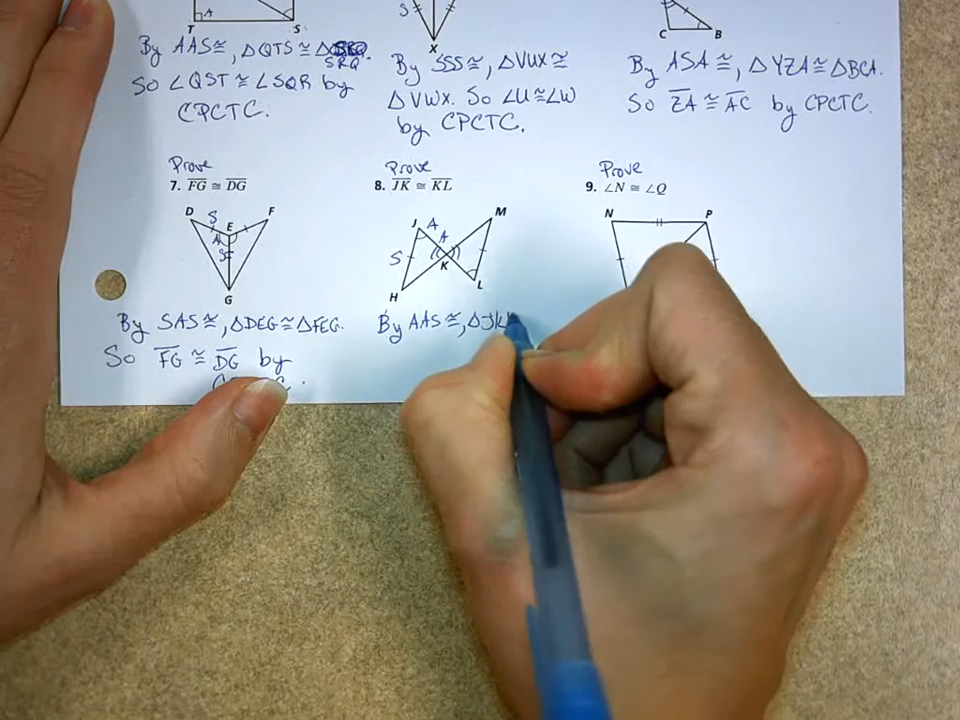 A
T S
By AAS≅, △QTS ≅ △
SRQ.
So ∠QST ≅ ∠SQR by
CPCTC.
S
X
By SSS≅, △VUX ≅
△VWX. So ∠U≅∠W
by CPCTC.
C B
By ASA ≅, △YZA≅△BCA.
So ZA ≅ AC by CPCTC.
Prove
7. FG ≅ DG
D S E F
A
S
G
By SAS≅, △DEG≅△FEG.
So FG ≅ DG by
Prove
8. JK ≅ KL
J A M
A
S
K
H L
By AAS≅, △JK
Prove
9. ∠N ≅ ∠Q
N P